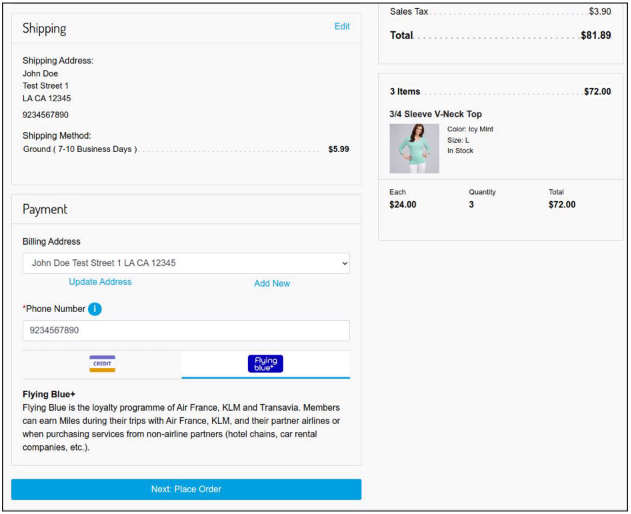 Shipping
Edit
Shipping Address:
John Doe
Test Street 1
LA CA 12345
9234567890
Shipping Method:
Ground ( 7-10 Business Days ) $5.99
Payment
Billing Address
John Doe Test Street 1 LA CA 12345
Update Address
Add New
*Phone Number i
9234567890
CREDIT
Flying
blue+
Flying Blue+
Flying Blue is the loyalty programme of Air France, KLM and Transavia. Members
can earn Miles during their trips with Air France, KLM, and their partner airlines or
when purchasing services from non-airline partners (hotel chains, car rental
companies, etc.).
Next: Place Order
Sales Tax $3.90
Total $81.89
3 Items $72.00
3/4 Sleeve V-Neck Top
Color: Icy Mint
Size: L
In Stock
Each Quantity Total
$24.00 3 $72.00